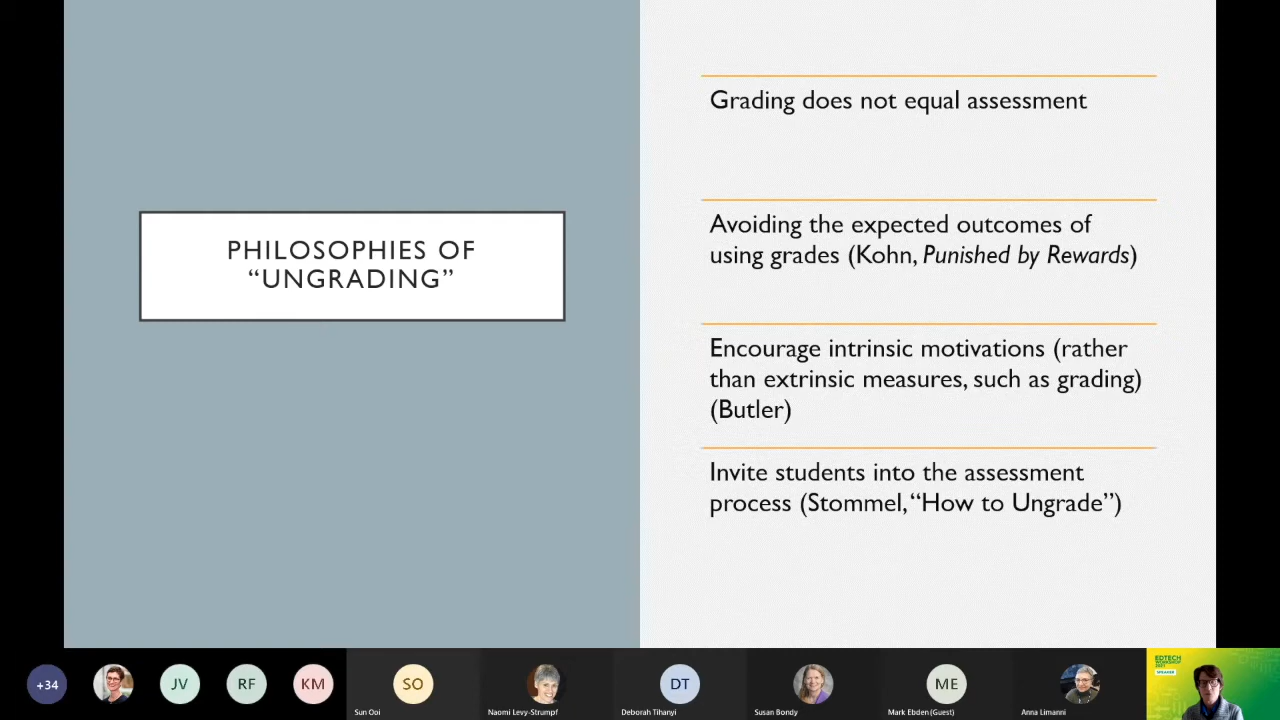 PHILOSOPHIES OF
“UNGRADING”
Grading does not equal assessment
Avoiding the expected outcomes of
using grades (Kohn, Punished by Rewards)
Encourage intrinsic motivations (rather
than extrinsic measures, such as grading)
(Butler)
Invite students into the assessment
process (Stommel, “How to Ungrade”)
+34
JV
RF
KM
SO
Sun Ooi
Naomi Levy-Strumpf
DT
Deborah Tihanyi
Susan Bondy
ME
Mark Ebden (Guest)
Anna Limanni
EDTECH
WORKSHOP
SPEAKER